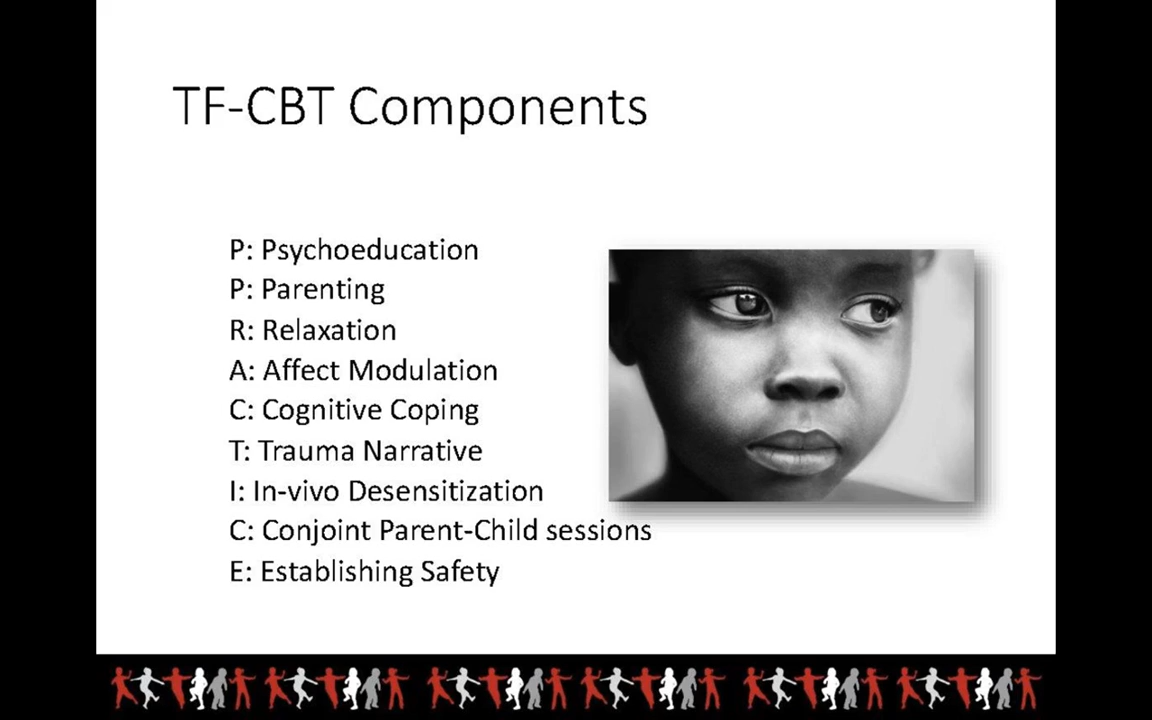 TF-CBT Components
P: Psychoeducation
P: Parenting
R: Relaxation
A: Affect Modulation
C: Cognitive Coping
T: Trauma Narrative
I: In-vivo Desensitization
C: Conjoint Parent-Child sessions
E: Establishing Safety